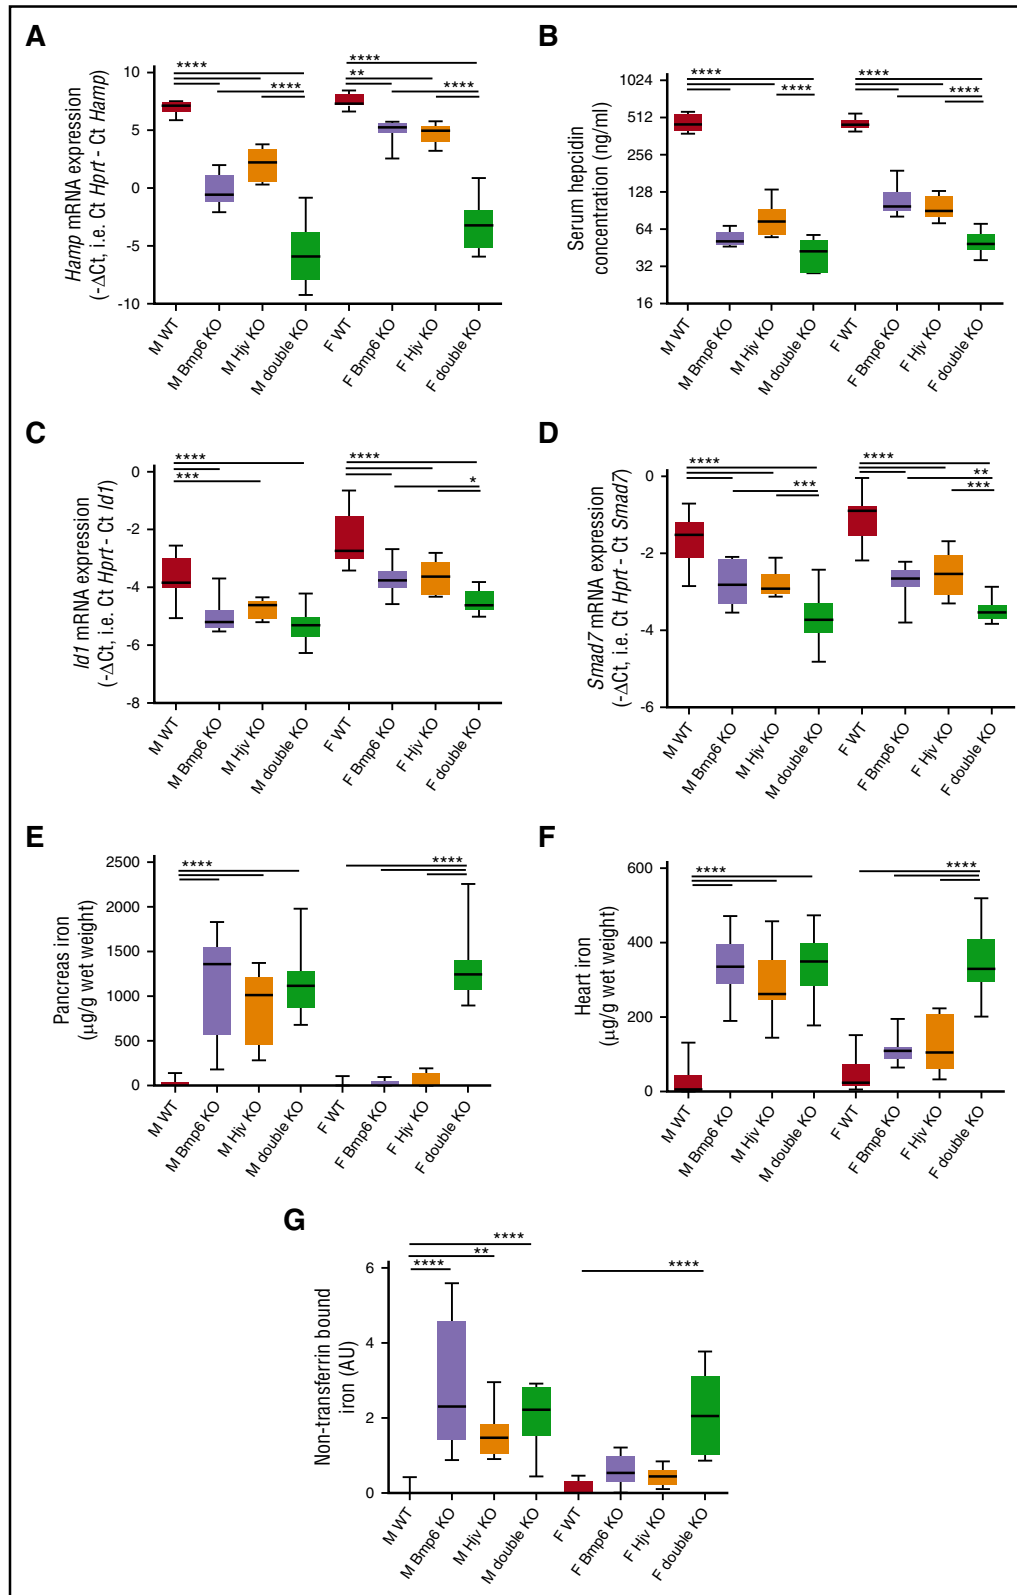 A
Hamp mRNA expression
(-ΔCt, i.e. Ct Hprt - Ct Hamp)
10
5
0
-5
-10
****
****
****
**
****
M WT
M Bmp6 KO
M Hjv KO
M double KO
F WT
F Bmp6 KO
F Hjv KO
F double KO
B
Serum hepcidin
concentration (ng/ml)
1024
512
256
128
64
32
16
****
****
****
****
M WT
M Bmp6 KO
M Hjv KO
M double KO
F WT
F Bmp6 KO
F Hjv KO
F double KO
C
Id1 mRNA expression
(-ΔCt, i.e. Ct Hprt - Ct Id1)
0
-2
-4
-6
-8
****
***
****
*
M WT
M Bmp6 KO
M Hjv KO
M double KO
F WT
F Bmp6 KO
F Hjv KO
F double KO
D
Smad7 mRNA expression
(-ΔCt, i.e. Ct Hprt - Ct Smad7)
0
-2
-4
-6
****
***
****
**
***
M WT
M Bmp6 KO
M Hjv KO
M double KO
F WT
F Bmp6 KO
F Hjv KO
F double KO
E
Pancreas iron
(µg/g wet weight)
2500
2000
1500
1000
500
0
****
****
M WT
M Bmp6 KO
M Hjv KO
M double KO
F WT
F Bmp6 KO
F Hjv KO
F double KO
F
Heart iron
(µg/g wet weight)
600
400
200
0
****
****
M WT
M Bmp6 KO
M Hjv KO
M double KO
F WT
F Bmp6 KO
F Hjv KO
F double KO
G
Non-transferrin bound
iron (AU)
6
4
2
0
****
**
****
****
M WT
M Bmp6 KO
M Hjv KO
M double KO
F WT
F Bmp6 KO
F Hjv KO
F double KO